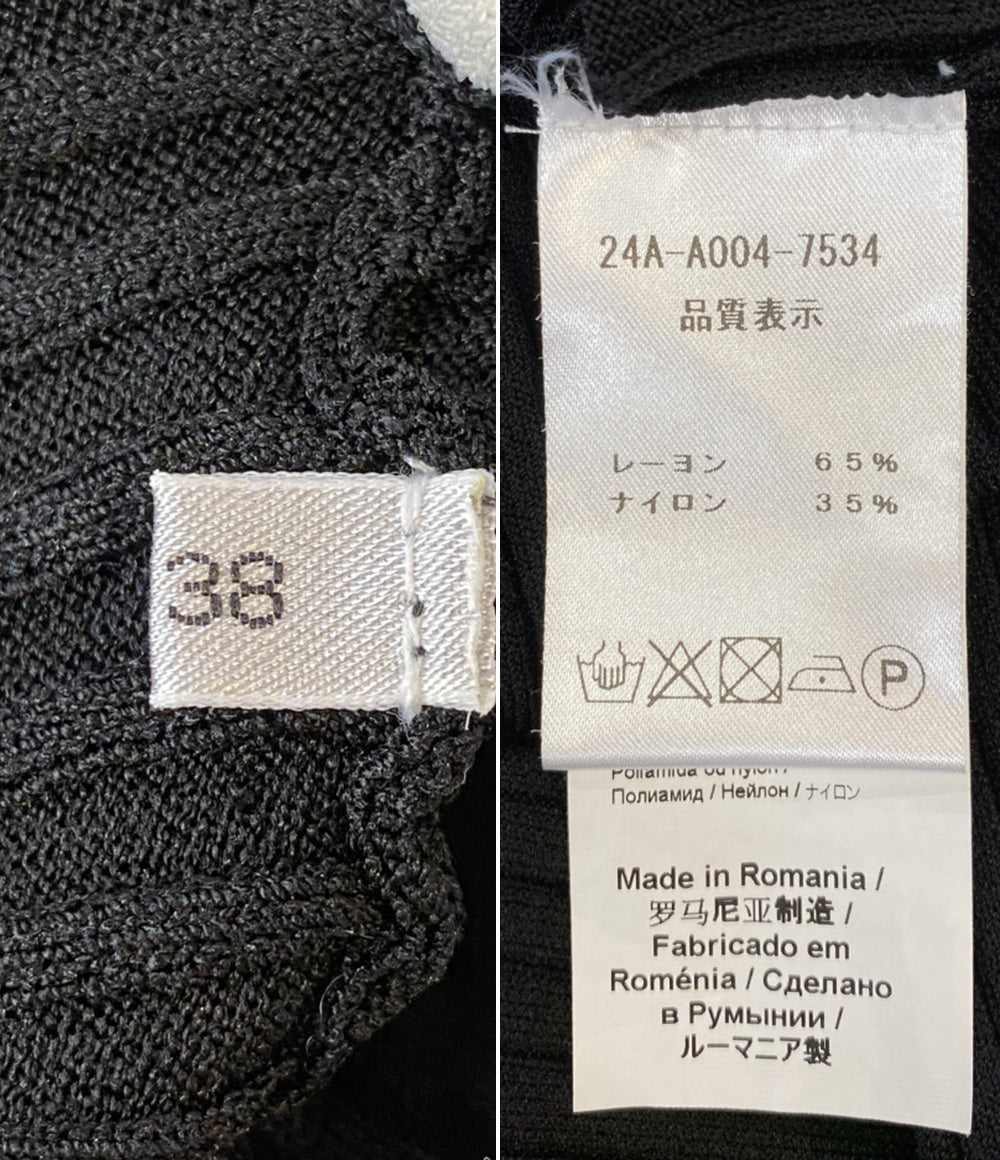 38
24A-A004-7534
品質表示
レーヨン 65%
ナイロン 35%
P
Poliamida ou nylon /
Полиамид / Нейлон / ナイロン
Made in Romania /
罗马尼亚制造 /
Fabricado em
Roménia / Сделано
в Румынии /
ルーマニア製